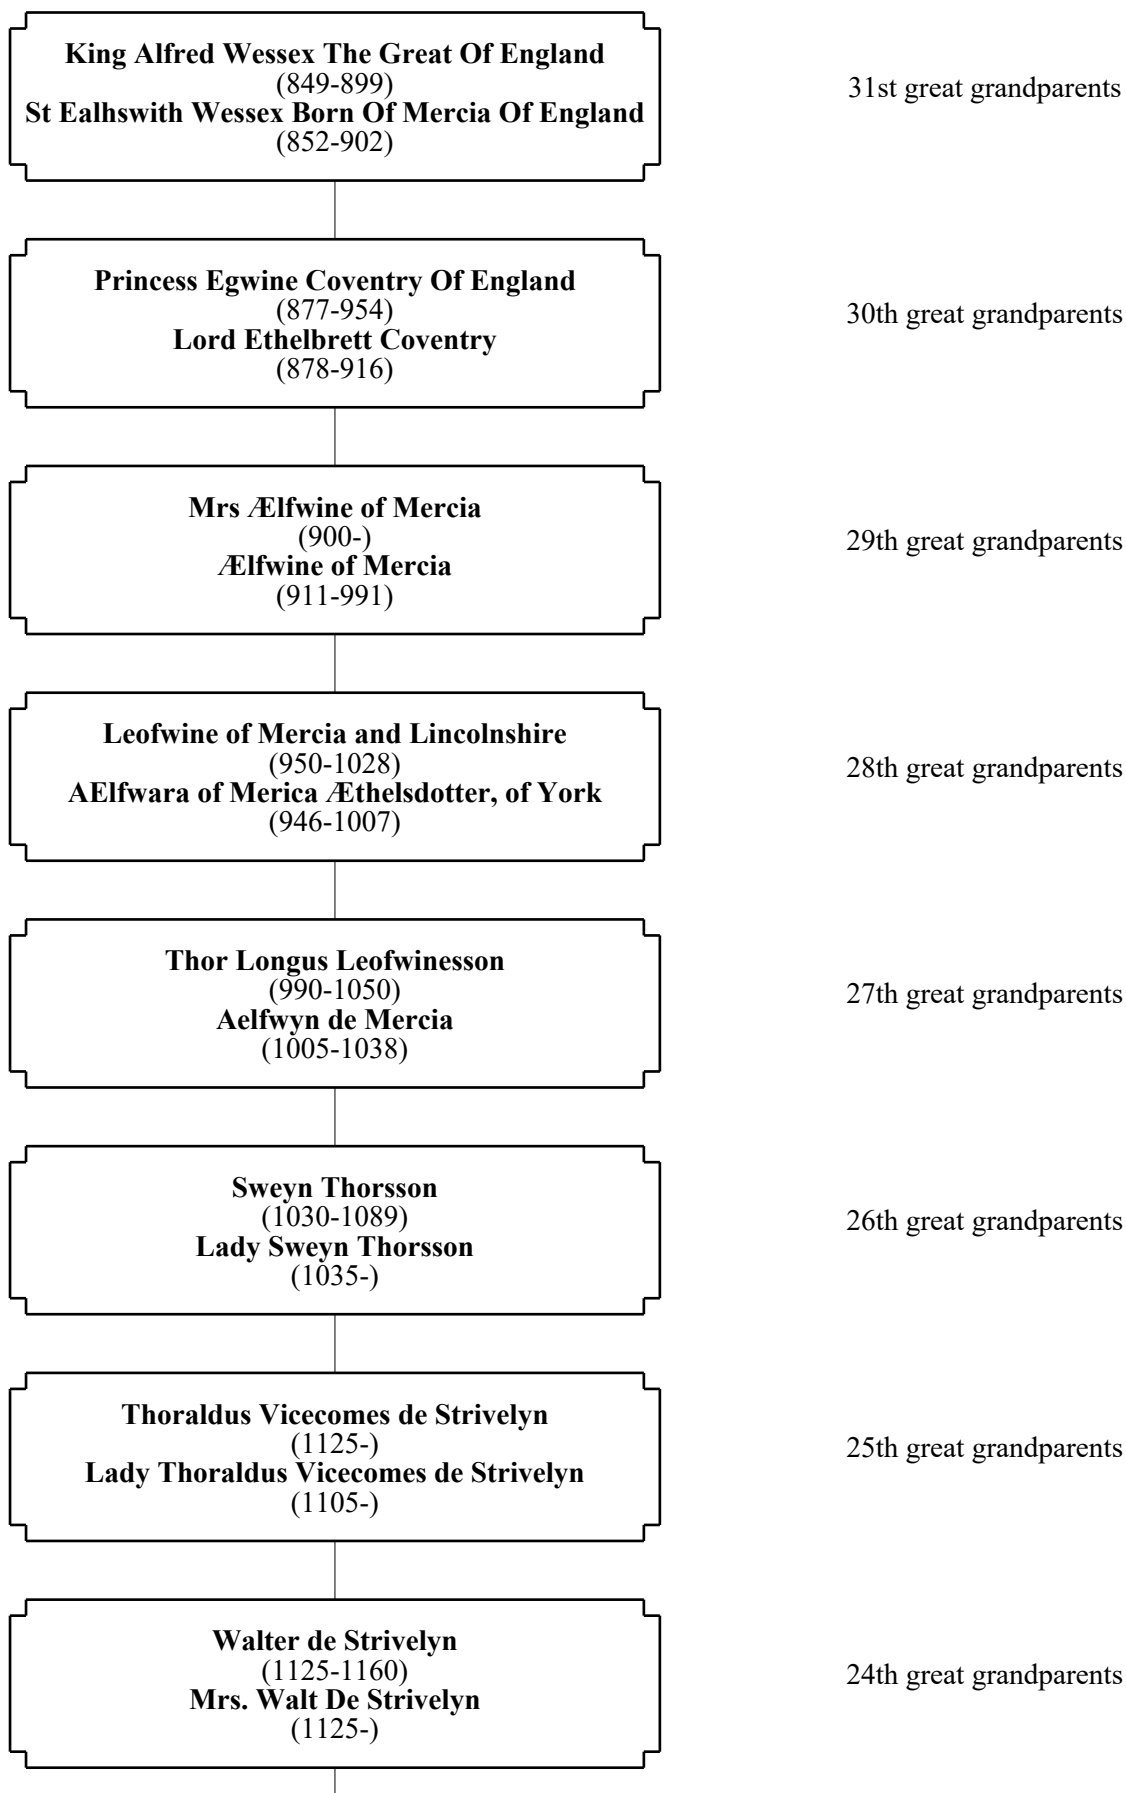 King Alfred Wessex The Great Of England
(849-899)
St Ealhswith Wessex Born Of Mercia Of England
(852-902)
31st great grandparents
Princess Egwine Coventry Of England
(877-954)
Lord Ethelbrett Coventry
(878-916)
30th great grandparents
Mrs Ælfwine of Mercia
(900-)
Ælfwine of Mercia
(911-991)
29th great grandparents
Leofwine of Mercia and Lincolnshire
(950-1028)
AElfwara of Merica Æthelsdotter, of York
(946-1007)
28th great grandparents
Thor Longus Leofwinesson
(990-1050)
Aelfwyn de Mercia
(1005-1038)
27th great grandparents
Sweyn Thorsson
(1030-1089)
Lady Sweyn Thorsson
(1035-)
26th great grandparents
Thoraldus Vicecomes de Strivelyn
(1125-)
Lady Thoraldus Vicecomes de Strivelyn
(1105-)
25th great grandparents
Walter de Strivelyn
(1125-1160)
Mrs. Walt De Strivelyn
(1125-)
24th great grandparents